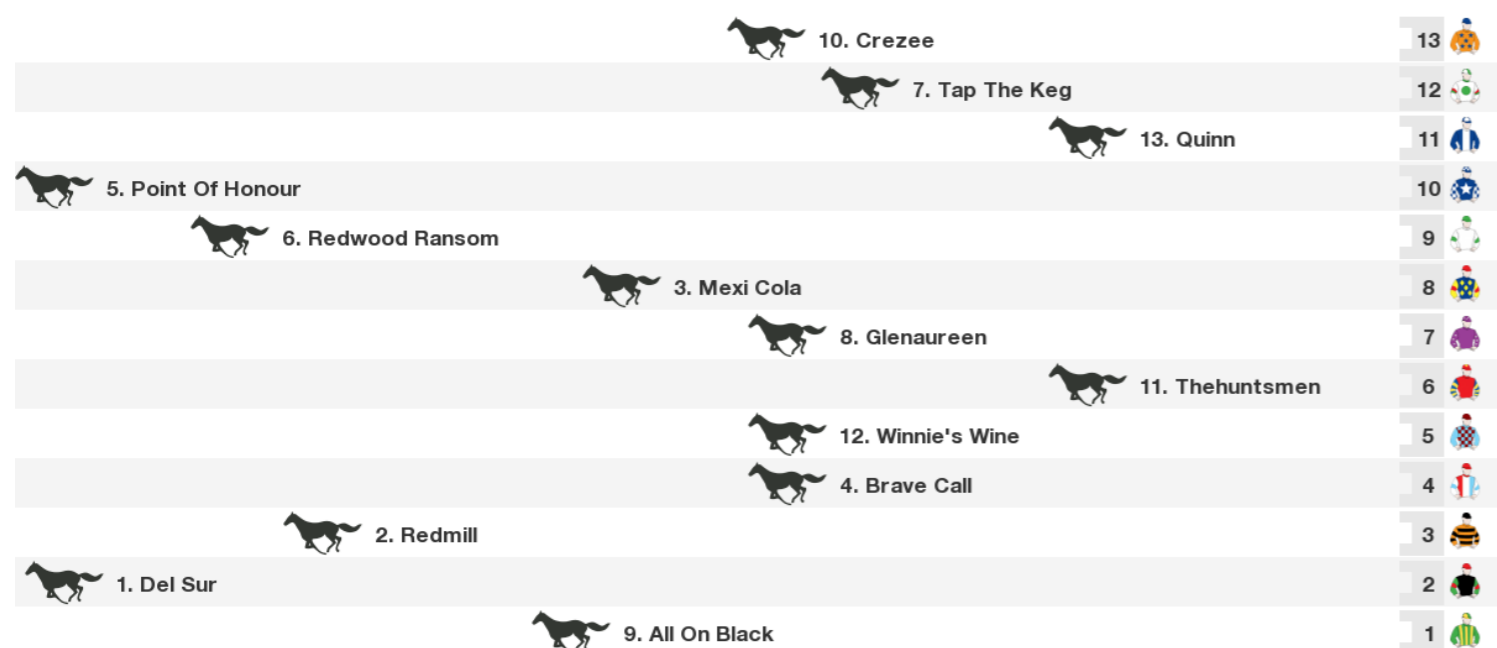 10. Crezee 13
7. Tap The Keg 12
13. Quinn 11
5. Point Of Honour 10
6. Redwood Ransom 9
3. Mexi Cola 8
8. Glenaureen 7
11. Thehuntsmen 6
12. Winnie's Wine 5
4. Brave Call 4
2. Redmill 3
1. Del Sur 2
9. All On Black 1